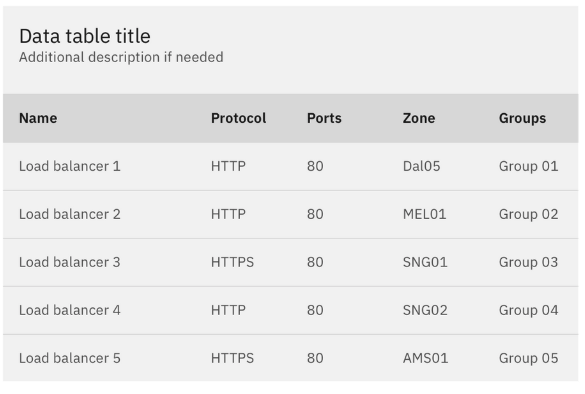 Data table title
Additional description if needed
Name Protocol Ports Zone Groups
Load balancer 1 HTTP 80 Dal05 Group 01
Load balancer 2 HTTP 80 MEL01 Group 02
Load balancer 3 HTTPS 80 SNG01 Group 03
Load balancer 4 HTTP 80 SNG02 Group 04
Load balancer 5 HTTPS 80 AMS01 Group 05